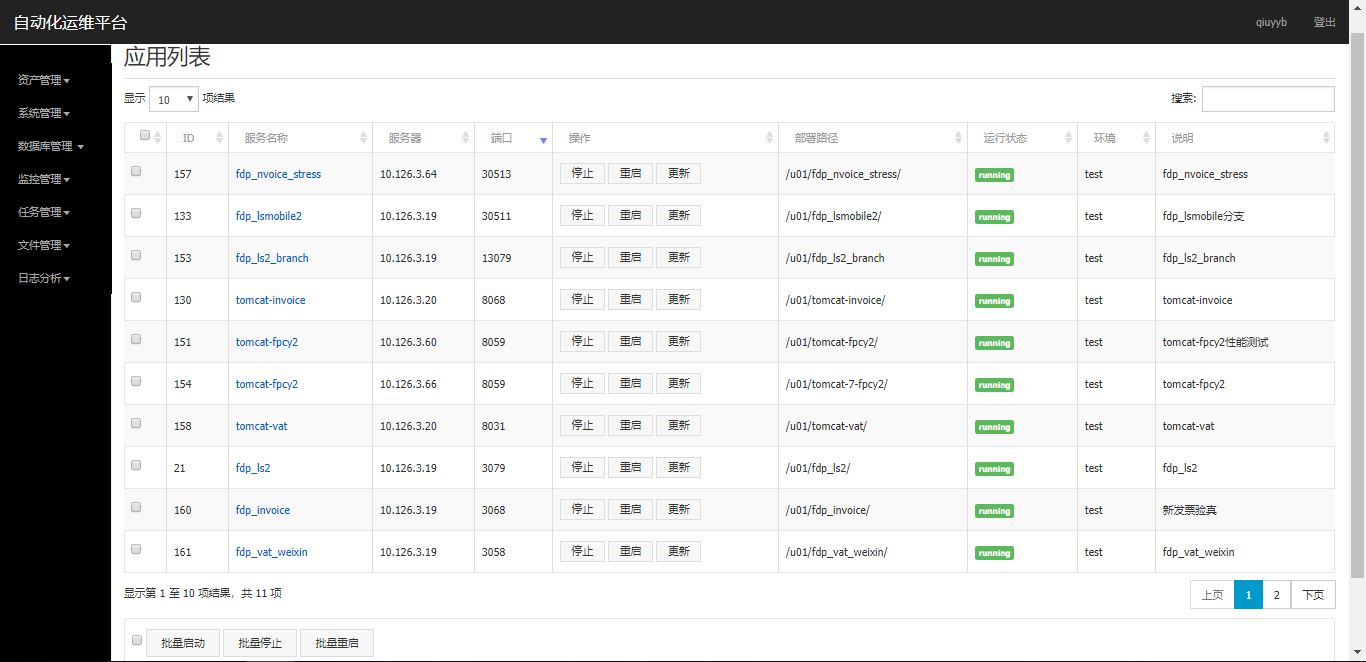 自动化运维平台 qiuyyb 登出
应用列表
资产管理
系统管理
数据库管理
监控管理
任务管理
文件管理
日志分析
显示 10 项结果 搜索:
ID 服务名称 服务器 端口 操作 部署路径 运行状态 环境 说明
157 fdp_nvoice_stress 10.126.3.64 30513 停止 重启 更新 /u01/fdp_nvoice_stress/ running test fdp_nvoice_stress
133 fdp_lsmobile2 10.126.3.19 30511 停止 重启 更新 /u01/fdp_lsmobile2/ running test fdp_lsmobile分支
153 fdp_ls2_branch 10.126.3.19 13079 停止 重启 更新 /u01/fdp_ls2_branch running test fdp_ls2_branch
130 tomcat-invoice 10.126.3.20 8068 停止 重启 更新 /u01/tomcat-invoice/ running test tomcat-invoice
151 tomcat-fpcy2 10.126.3.60 8059 停止 重启 更新 /u01/tomcat-fpcy2/ running test tomcat-fpcy2性能测试
154 tomcat-fpcy2 10.126.3.66 8059 停止 重启 更新 /u01/tomcat-7-fpcy2/ running test tomcat-fpcy2
158 tomcat-vat 10.126.3.20 8031 停止 重启 更新 /u01/tomcat-vat/ running test tomcat-vat
21 fdp_ls2 10.126.3.19 3079 停止 重启 更新 /u01/fdp_ls2/ running test fdp_ls2
160 fdp_invoice 10.126.3.19 3068 停止 重启 更新 /u01/fdp_invoice/ running test 新发票验真
161 fdp_vat_weixin 10.126.3.19 3058 停止 重启 更新 /u01/fdp_vat_weixin/ running test fdp_vat_weixin
显示第 1 至 10 项结果，共 11 项 上页 1 2 下页
批量启动 批量停止 批量重启